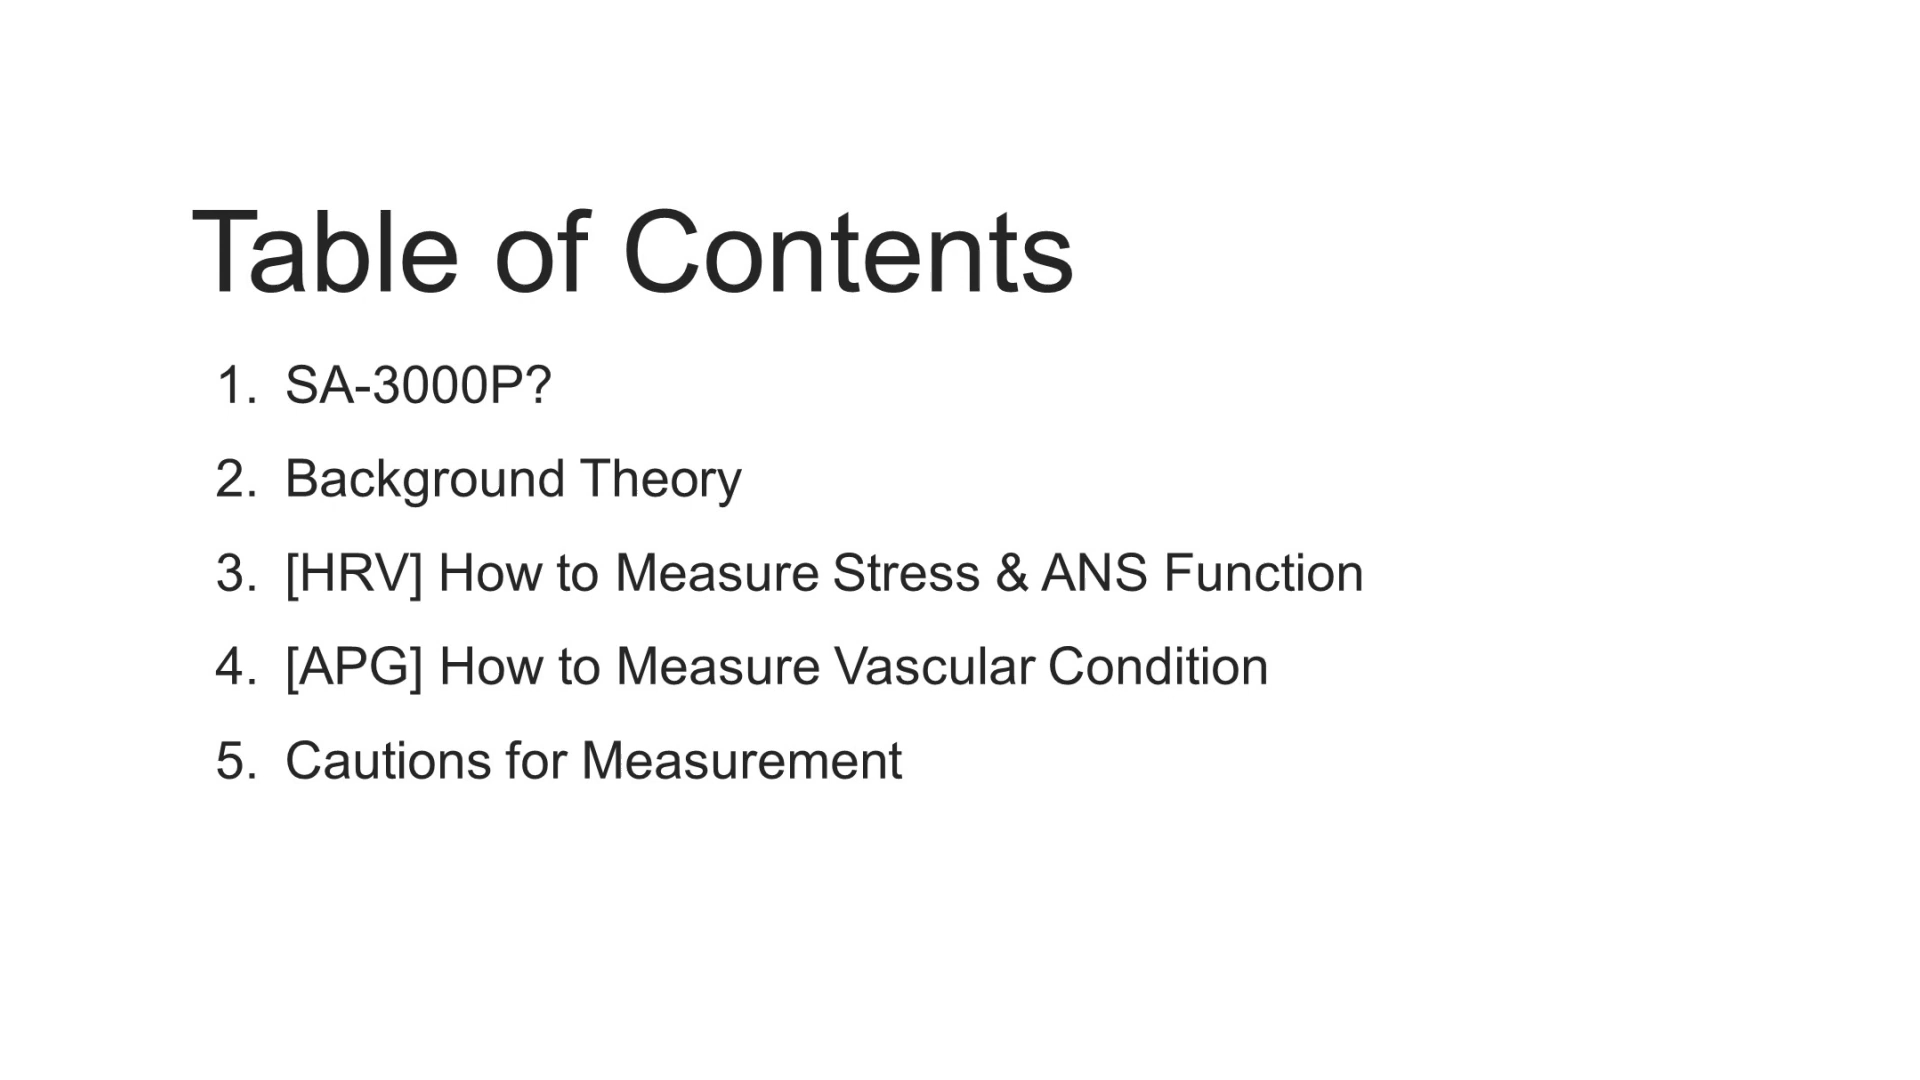 Table of Contents
1. SA-3000P?
2. Background Theory
3. [HRV] How to Measure Stress & ANS Function
4. [APG] How to Measure Vascular Condition
5. Cautions for Measurement